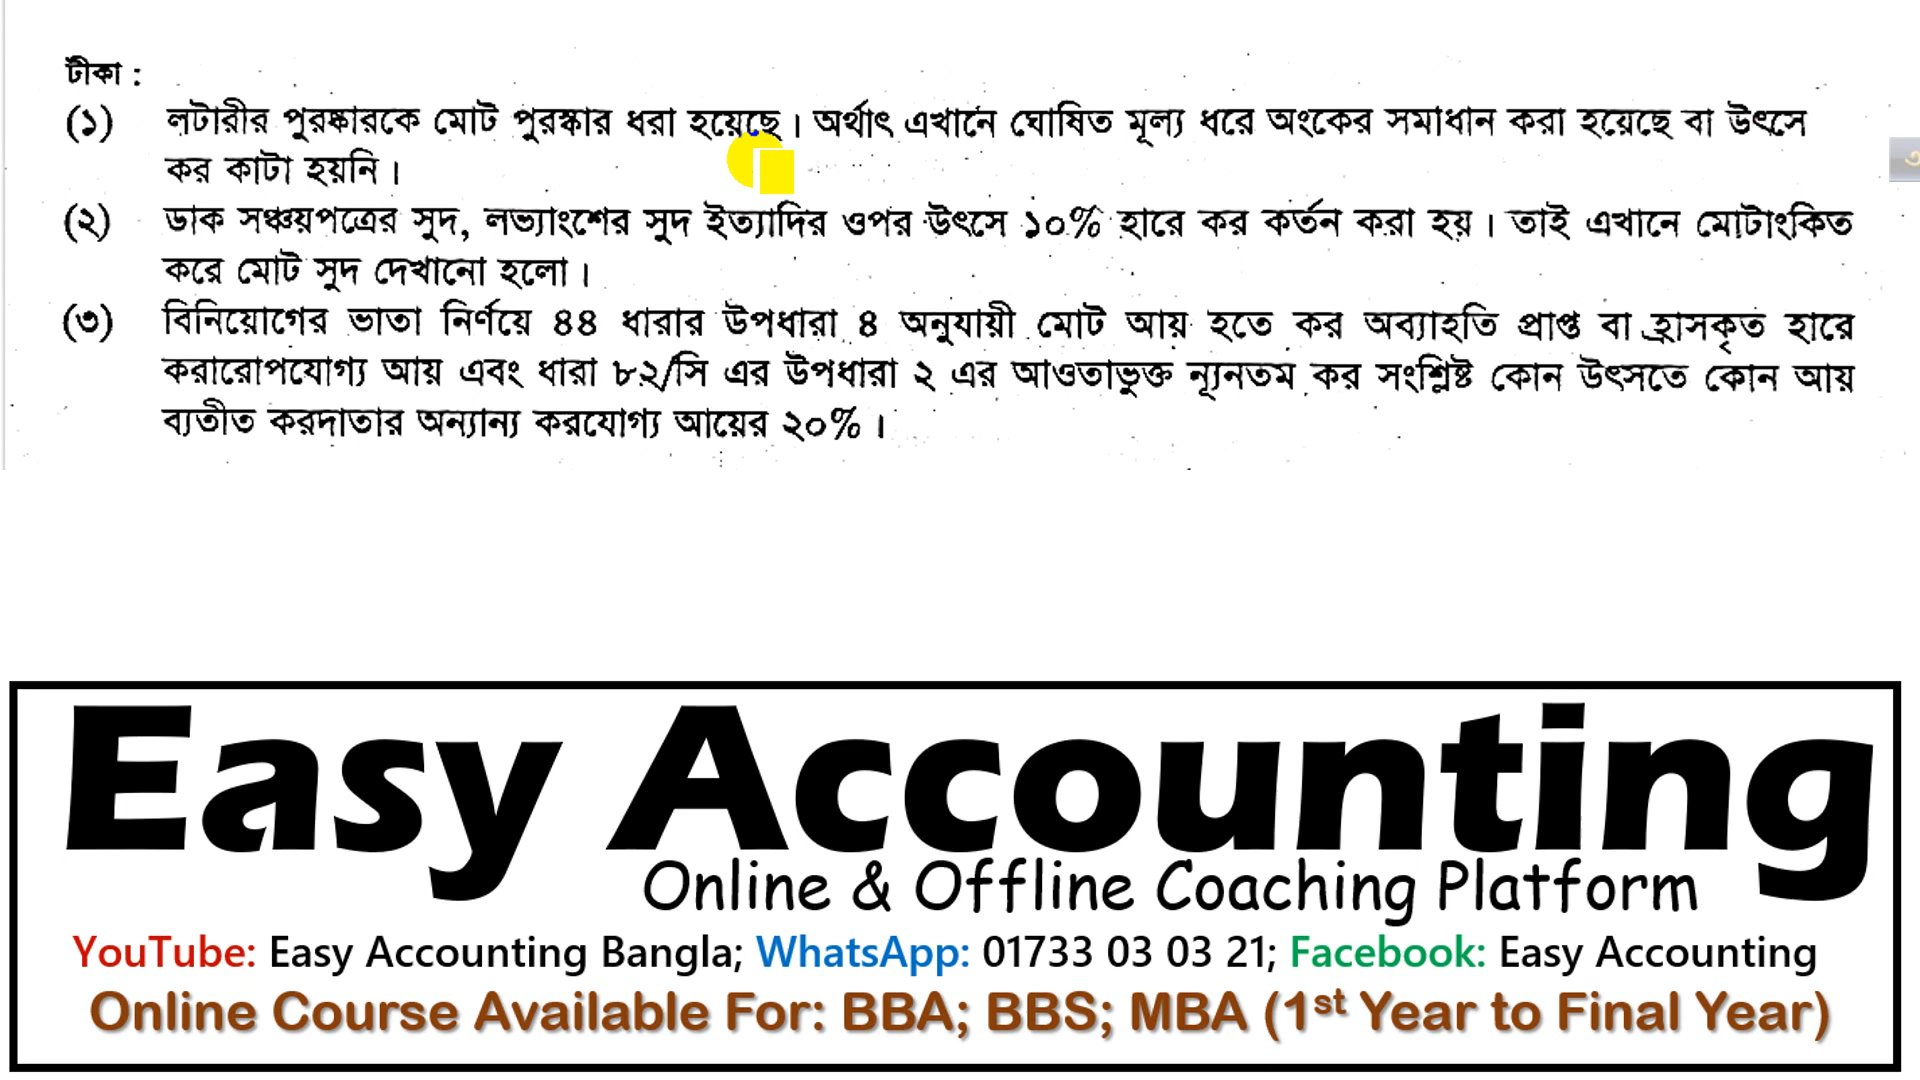 টীকা :
(১) লটারীর পুরষ্কারকে মোট পুরস্কার ধরা হয়েছে। অর্থাৎ এখানে ঘোষিত মূল্য ধরে অংকের সমাধান করা হয়েছে বা উৎসে
কর কাটা হয়নি।
(২) ডাক সঞ্চয়পত্রের সুদ, লভ্যাংশের সুদ ইত্যাদির ওপর উৎসে ১০% হারে কর কর্তন করা হয়। তাই এখানে মোটাংকিত
করে মোট সুদ দেখানো হলো।
(৩) বিনিয়োগের ভাতা নির্ণয়ে ৪৪ ধারার উপধারা ৪ অনুযায়ী মোট আয় হতে কর অব্যাহতি প্রাপ্ত বা হ্রাসকৃত হারে
করারোপযোগ্য আয় এবং ধারা ৮২/সি এর উপধারা ২ এর আওতাভুক্ত ন্যূনতম কর সংশ্লিষ্ট কোন উৎসতে কোন আয়
ব্যতীত করদাতার অন্যান্য করযোগ্য আয়ের ২০%।
Easy Accounting
Online & Offline Coaching Platform
YouTube: Easy Accounting Bangla; WhatsApp: 01733 03 03 21; Facebook: Easy Accounting
Online Course Available For: BBA; BBS; MBA (1st Year to Final Year)